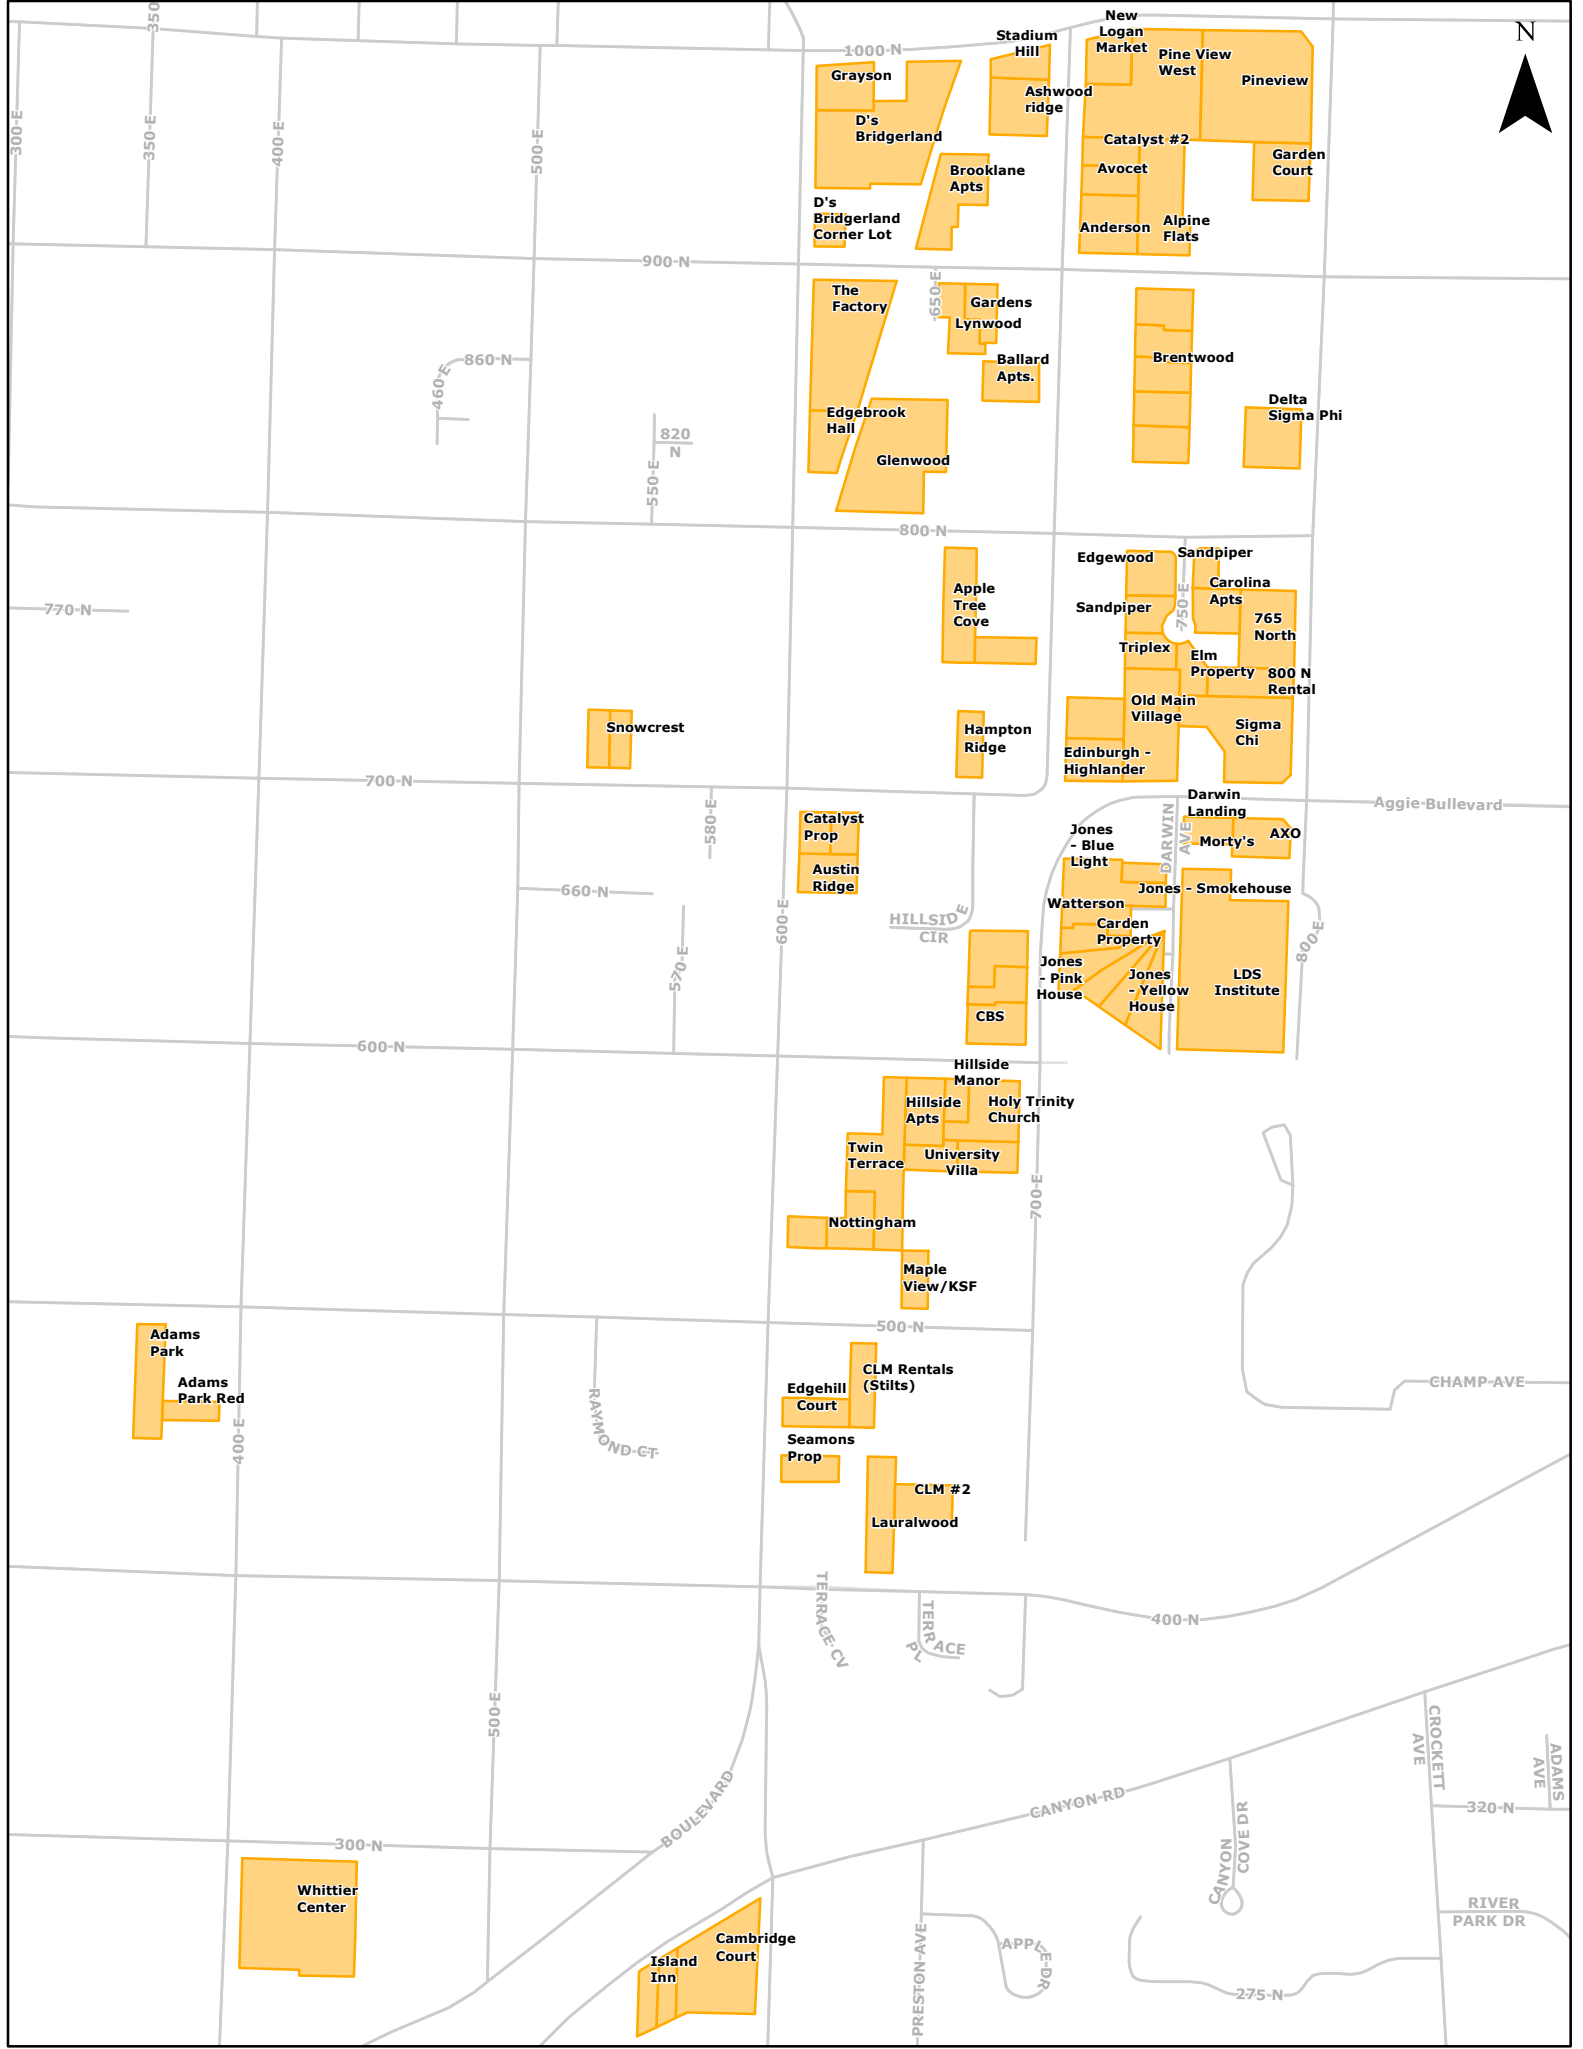 N
350
1000-N
New
Logan
Market
Stadium
Hill
Pine View
West
Pineview
Grayson
Ashwood
ridge
D's
Bridgerland
300-E
350-E
400-E
500-E
Catalyst #2
Garden
Court
Avocet
Brooklane
Apts
D's
Bridgerland
Corner Lot
Anderson
Alpine
Flats
900-N
650-E
The
Factory
Gardens
Lynwood
Ballard
Apts.
Brentwood
860-N
460-E
Delta
Sigma Phi
Edgebrook
Hall
820
N
550-E
Glenwood
800-N
Edgewood
Sandpiper
Carolina
Apts
750-E
Apple
Tree
Cove
Sandpiper
765
North
770-N
Triplex
Elm
Property
800 N
Rental
Old Main
Village
Snowcrest
Hampton
Ridge
Sigma
Chi
Edinburgh -
Highlander
700-N
Aggie-Bullevard
580-E
Darwin
Landing
DARWIN
AVE
Morty's
AXO
Catalyst
Prop
Austin
Ridge
Jones
- Blue
Light
660-N
Jones - Smokehouse
600-E
HILLSIDE
CIR
Watterson
Carden
Property
800-E
570-E
Jones
- Pink
House
Jones
- Yellow
House
LDS
Institute
CBS
600-N
Hillside
Manor
Hillside
Apts
Holy Trinity
Church
Twin
Terrace
University
Villa
700-E
Nottingham
Maple
View/KSF
500-N
Adams
Park
Adams
Park Red
400-E
RAYMOND-CT
CLM Rentals
(Stilts)
Edgehill
Court
CHAMP-AVE
Seamons
Prop
CLM #2
Lauralwood
TERRACE-CV
TERRACE
PL
400-N
500-E
BOULEVARD
CANYON-RD
CROCKETT
AVE
ADAMS
AVE
320-N
300-N
CANYON
COVE DR
Whittier
Center
RIVER
PARK DR
Cambridge
Court
Island
Inn
PRESTON-AVE
APPLE-DR
275-N